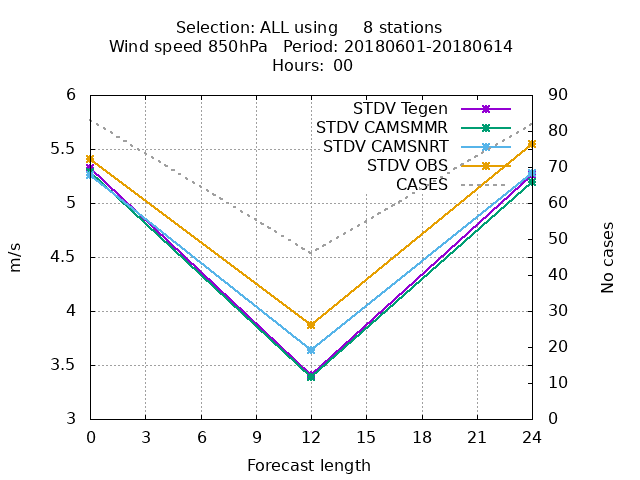 Selection: ALL using     8 stations
Wind speed 850hPa   Period: 20180601-20180614
Hours:  00
STDV Tegen
STDV CAMSMMR
STDV CAMSNRT
STDV OBS
CASES
m/s
6
5.5
5
4.5
4
3.5
3
90
80
70
60
50
40
30
20
10
0
No cases
0 3 6 9 12 15 18 21 24
Forecast length